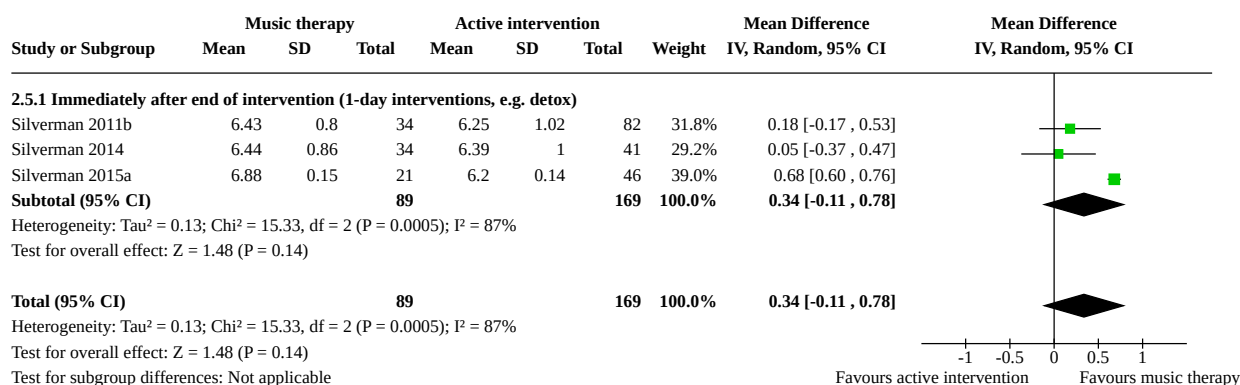 Music therapy Active intervention Mean Difference Mean Difference
Study or Subgroup Mean SD Total Mean SD Total Weight IV, Random, 95% CI IV, Random, 95% CI
2.5.1 Immediately after end of intervention (1-day interventions, e.g. detox)
Silverman 2011b 6.43 0.8 34 6.25 1.02 82 31.8% 0.18 [-0.17 , 0.53]
Silverman 2014 6.44 0.86 34 6.39 1 41 29.2% 0.05 [-0.37 , 0.47]
Silverman 2015a 6.88 0.15 21 6.2 0.14 46 39.0% 0.68 [0.60 , 0.76]
Subtotal (95% CI) 89 169 100.0% 0.34 [-0.11 , 0.78]
Heterogeneity: Tau² = 0.13; Chi² = 15.33, df = 2 (P = 0.0005); I² = 87%
Test for overall effect: Z = 1.48 (P = 0.14)
Total (95% CI) 89 169 100.0% 0.34 [-0.11 , 0.78]
Heterogeneity: Tau² = 0.13; Chi² = 15.33, df = 2 (P = 0.0005); I² = 87%
Test for overall effect: Z = 1.48 (P = 0.14)
-1 -0.5 0 0.5 1
Test for subgroup differences: Not applicable Favours active intervention Favours music therapy